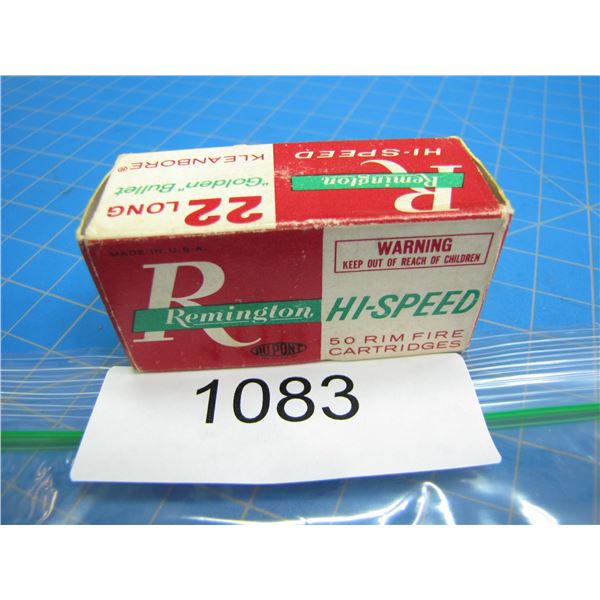 HI-SPEED
R
Remington
22 LONG
"Golden" Bullet
KLEANBORE®
MADE IN U.S.A.
R
Remington
DU PONT
WARNING
KEEP OUT OF REACH OF CHILDREN
HI-SPEED
50 RIM FIRE
CARTRIDGES
1083